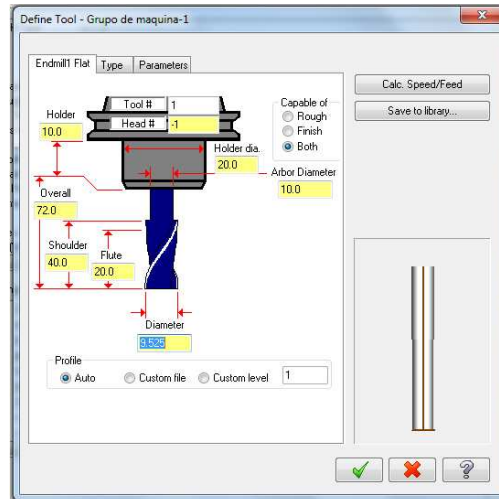 Define Tool - Grupo de maquina-1
Endmill1 Flat
Type
Parameters
Calc. Speed/Feed
Save to library...
Tool #
1
Head #
-1
Capable of
Rough
Finish
Both
Holder
10.0
Holder dia.
20.0
Arbor Diameter
10.0
Overall
72.0
Shoulder
40.0
Flute
20.0
Diameter
9.525
Profile
Auto
Custom file
Custom level
1